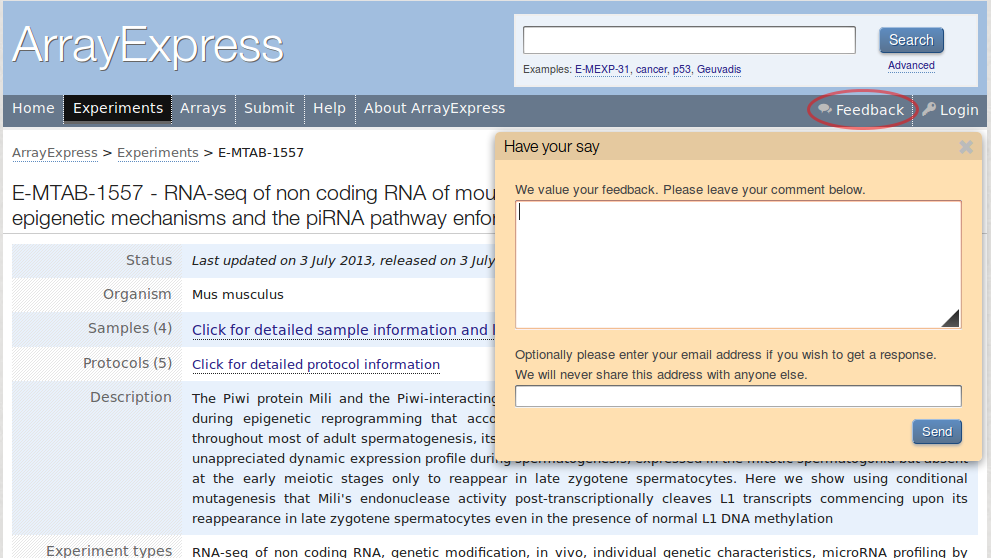 ArrayExpress
Search
Examples: E-MEXP-31, cancer, p53, Geuvadis
Advanced
Home Experiments Arrays Submit Help About ArrayExpress Feedback Login
ArrayExpress > Experiments > E-MTAB-1557
Have your say
We value your feedback. Please leave your comment below.
E-MTAB-1557 - RNA-seq of non coding RNA of mou
epigenetic mechanisms and the piRNA pathway enfor
Status Last updated on 3 July 2013, released on 3 July
Organism Mus musculus
Samples (4) Click for detailed sample information and l
Protocols (5) Click for detailed protocol information
Optionally please enter your email address if you wish to get a response.
We will never share this address with anyone else.
Send
Description The Piwi protein Mili and the Piwi-interacting
during epigenetic reprogramming that acco
throughout most of adult spermatogenesis, its
unappreciated dynamic expression profile during spermatogenesis, expressed in the mitotic spermatogonia but absent
at the early meiotic stages only to reappear in late zygotene spermatocytes. Here we show using conditional
mutagenesis that Mili's endonuclease activity post-transcriptionally cleaves L1 transcripts commencing upon its
reappearance in late zygotene spermatocytes even in the presence of normal L1 DNA methylation
Experiment types RNA-seq of non coding RNA, genetic modification, in vivo, individual genetic characteristics, microRNA profiling by